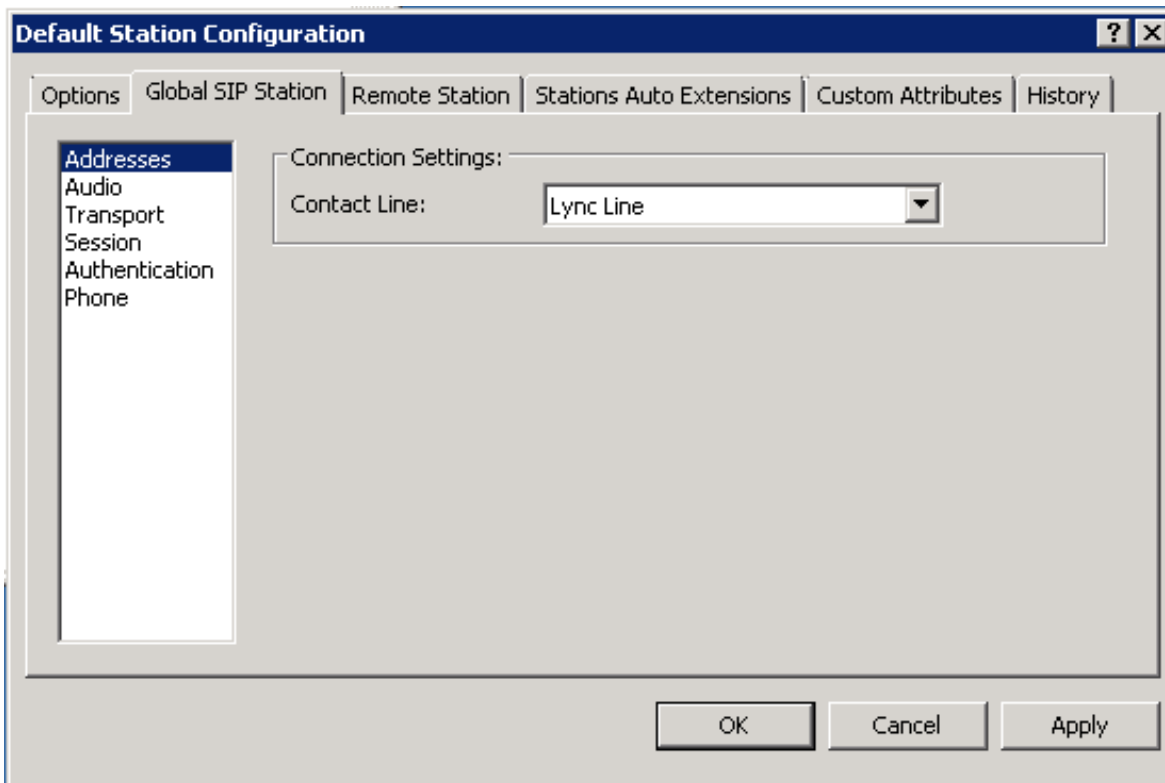 Default Station Configuration
Options
Global SIP Station
Remote Station
Stations Auto Extensions
Custom Attributes
History
Addresses
Audio
Transport
Session
Authentication
Phone
Connection Settings:
Contact Line:
Lync Line
OK
Cancel
Apply